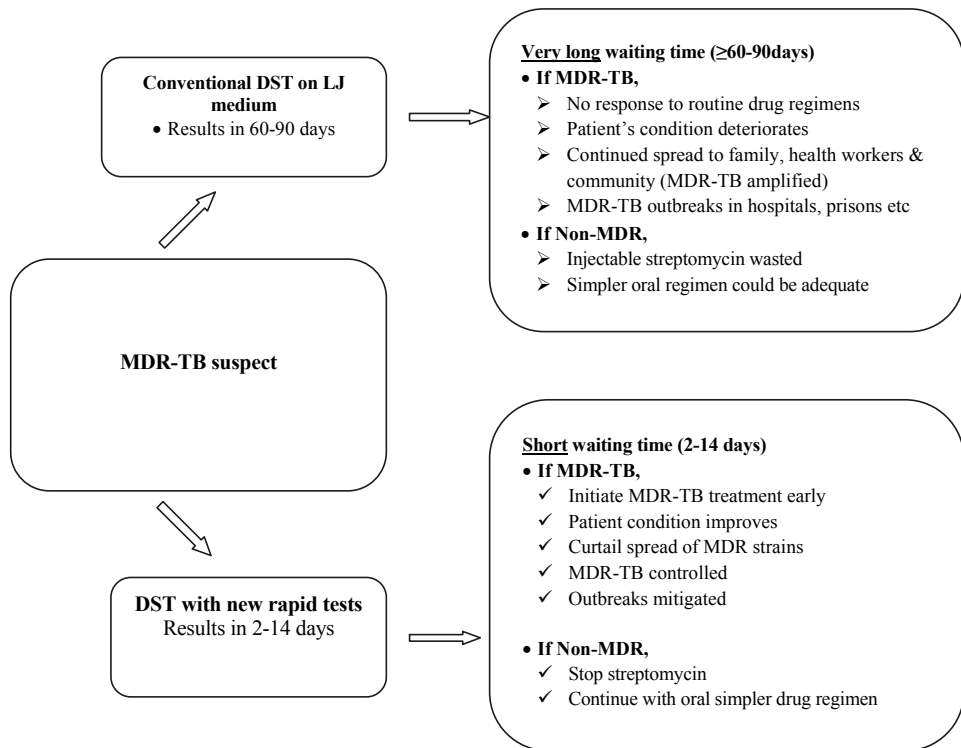 Conventional DST on LJ
medium
• Results in 60-90 days
Very long waiting time (≥60-90days)
• If MDR-TB,
➢ No response to routine drug regimens
➢ Patient’s condition deteriorates
➢ Continued spread to family, health workers &
community (MDR-TB amplified)
➢ MDR-TB outbreaks in hospitals, prisons etc
• If Non-MDR,
➢ Injectable streptomycin wasted
➢ Simpler oral regimen could be adequate
MDR-TB suspect
DST with new rapid tests
Results in 2-14 days
Short waiting time (2-14 days)
• If MDR-TB,
✓ Initiate MDR-TB treatment early
✓ Patient condition improves
✓ Curtail spread of MDR strains
✓ MDR-TB controlled
✓ Outbreaks mitigated
• If Non-MDR,
✓ Stop streptomycin
✓ Continue with oral simpler drug regimen